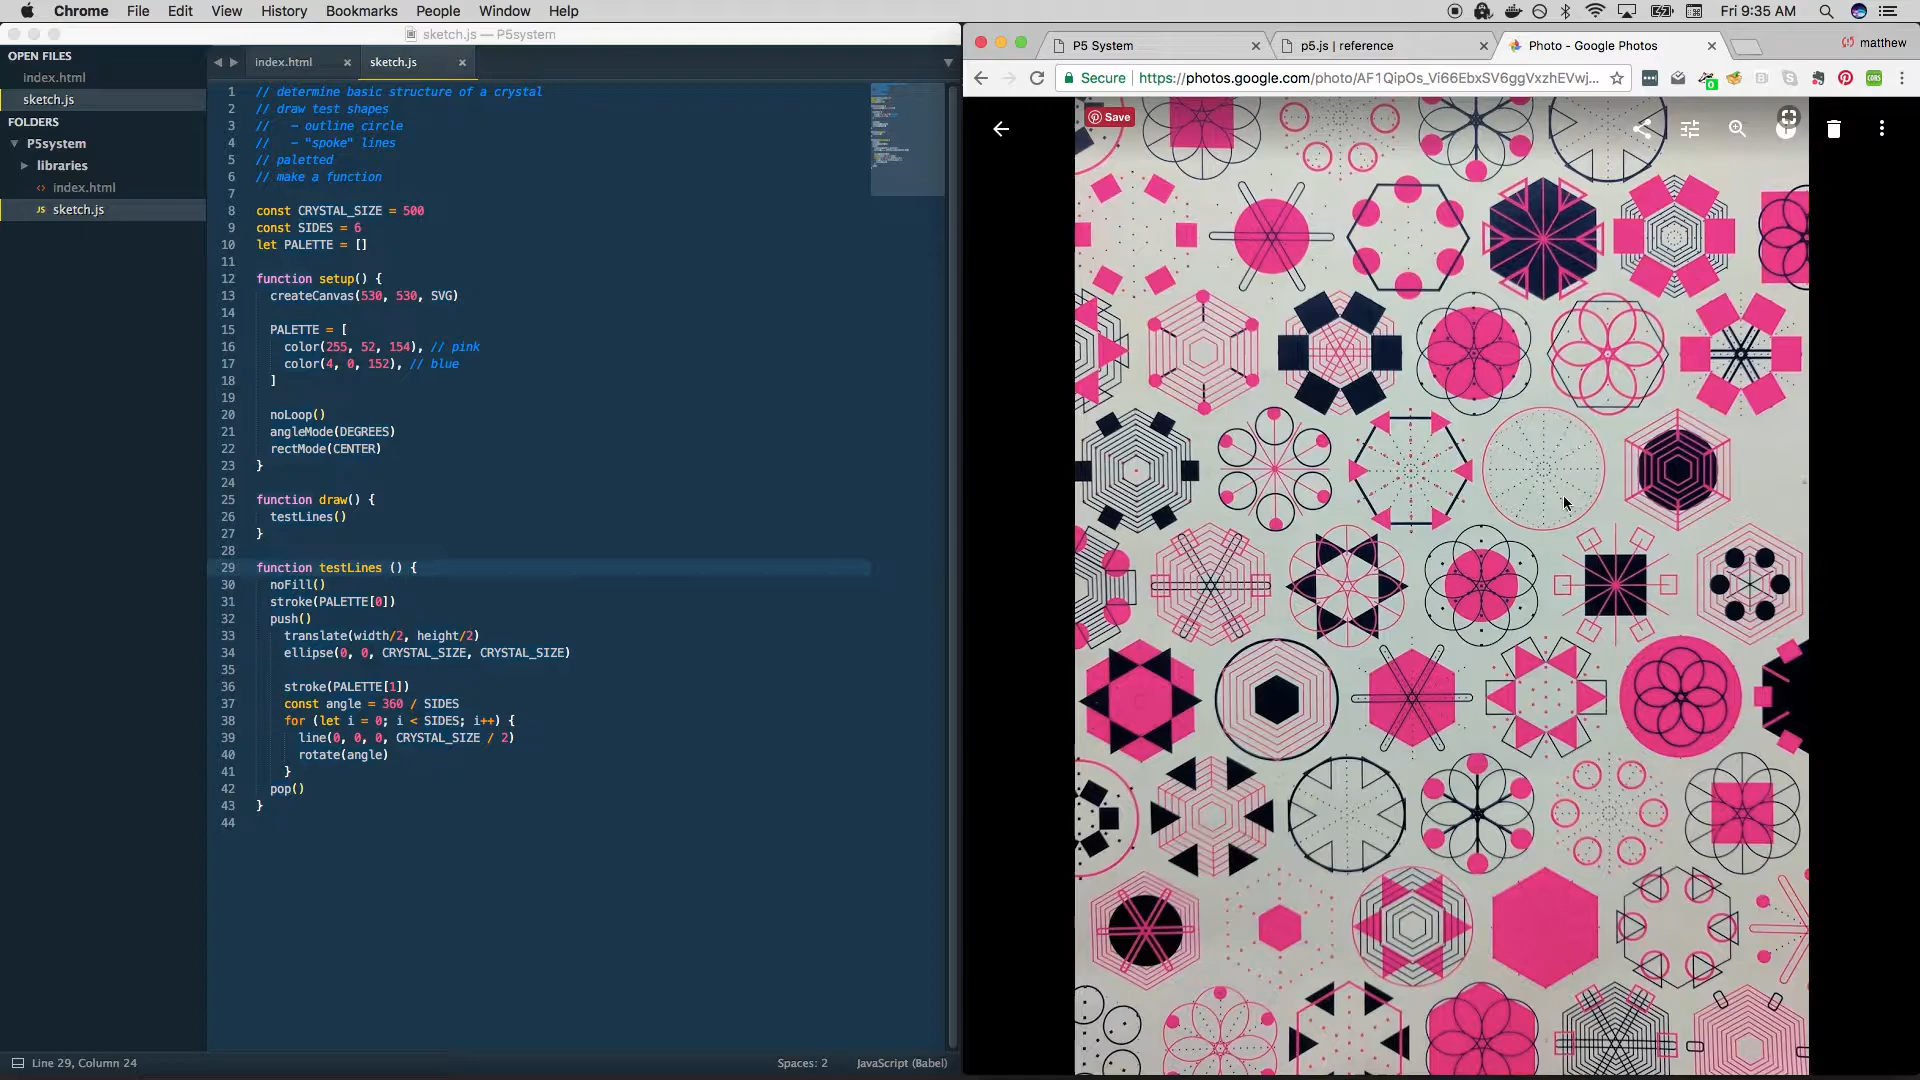 Chrome File Edit View History Bookmarks People Window Help
Fri 9:35 AM
sketch.js — P5system
OPEN FILES
index.html
sketch.js
FOLDERS
P5system
libraries
<> index.html
JS sketch.js
index.html ×
sketch.js ×
1 // determine basic structure of a crystal
2 // draw test shapes
3 //   - outline circle
4 //   - "spoke" lines
5 // paletted
6 // make a function
7
8 const CRYSTAL_SIZE = 500
9 const SIDES = 6
10 let PALETTE = []
11
12 function setup() {
13   createCanvas(530, 530, SVG)
14
15   PALETTE = [
16     color(255, 52, 154), // pink
17     color(4, 0, 152), // blue
18   ]
19
20   noLoop()
21   angleMode(DEGREES)
22   rectMode(CENTER)
23 }
24
25 function draw() {
26   testLines()
27 }
28
29 function testLines () {
30   noFill()
31   stroke(PALETTE[0])
32   push()
33     translate(width/2, height/2)
34     ellipse(0, 0, CRYSTAL_SIZE, CRYSTAL_SIZE)
35
36     stroke(PALETTE[1])
37     const angle = 360 / SIDES
38     for (let i = 0; i < SIDES; i++) {
39       line(0, 0, 0, CRYSTAL_SIZE / 2)
40       rotate(angle)
41     }
42   pop()
43 }
44
Line 29, Column 24
Spaces: 2
JavaScript (Babel)
P5 System ×
p5.js | reference ×
Photo - Google Photos ×
matthew
Secure | https://photos.google.com/photo/AF1QipOs_Vi66EbxSV6ggVxzhEVwj...
0
CORS
Save